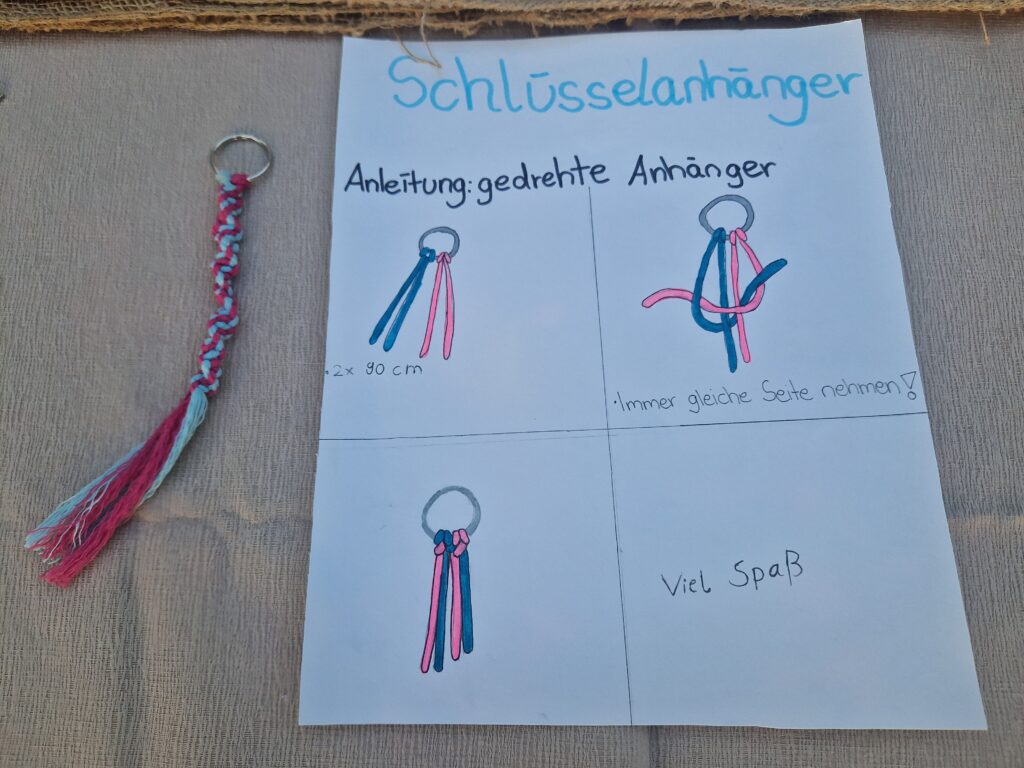 Schlüsselanhänger
Anleitung: gedrehte Anhänger
.2x 90 cm
·Immer gleiche Seite nehmen!
Viel Spaß